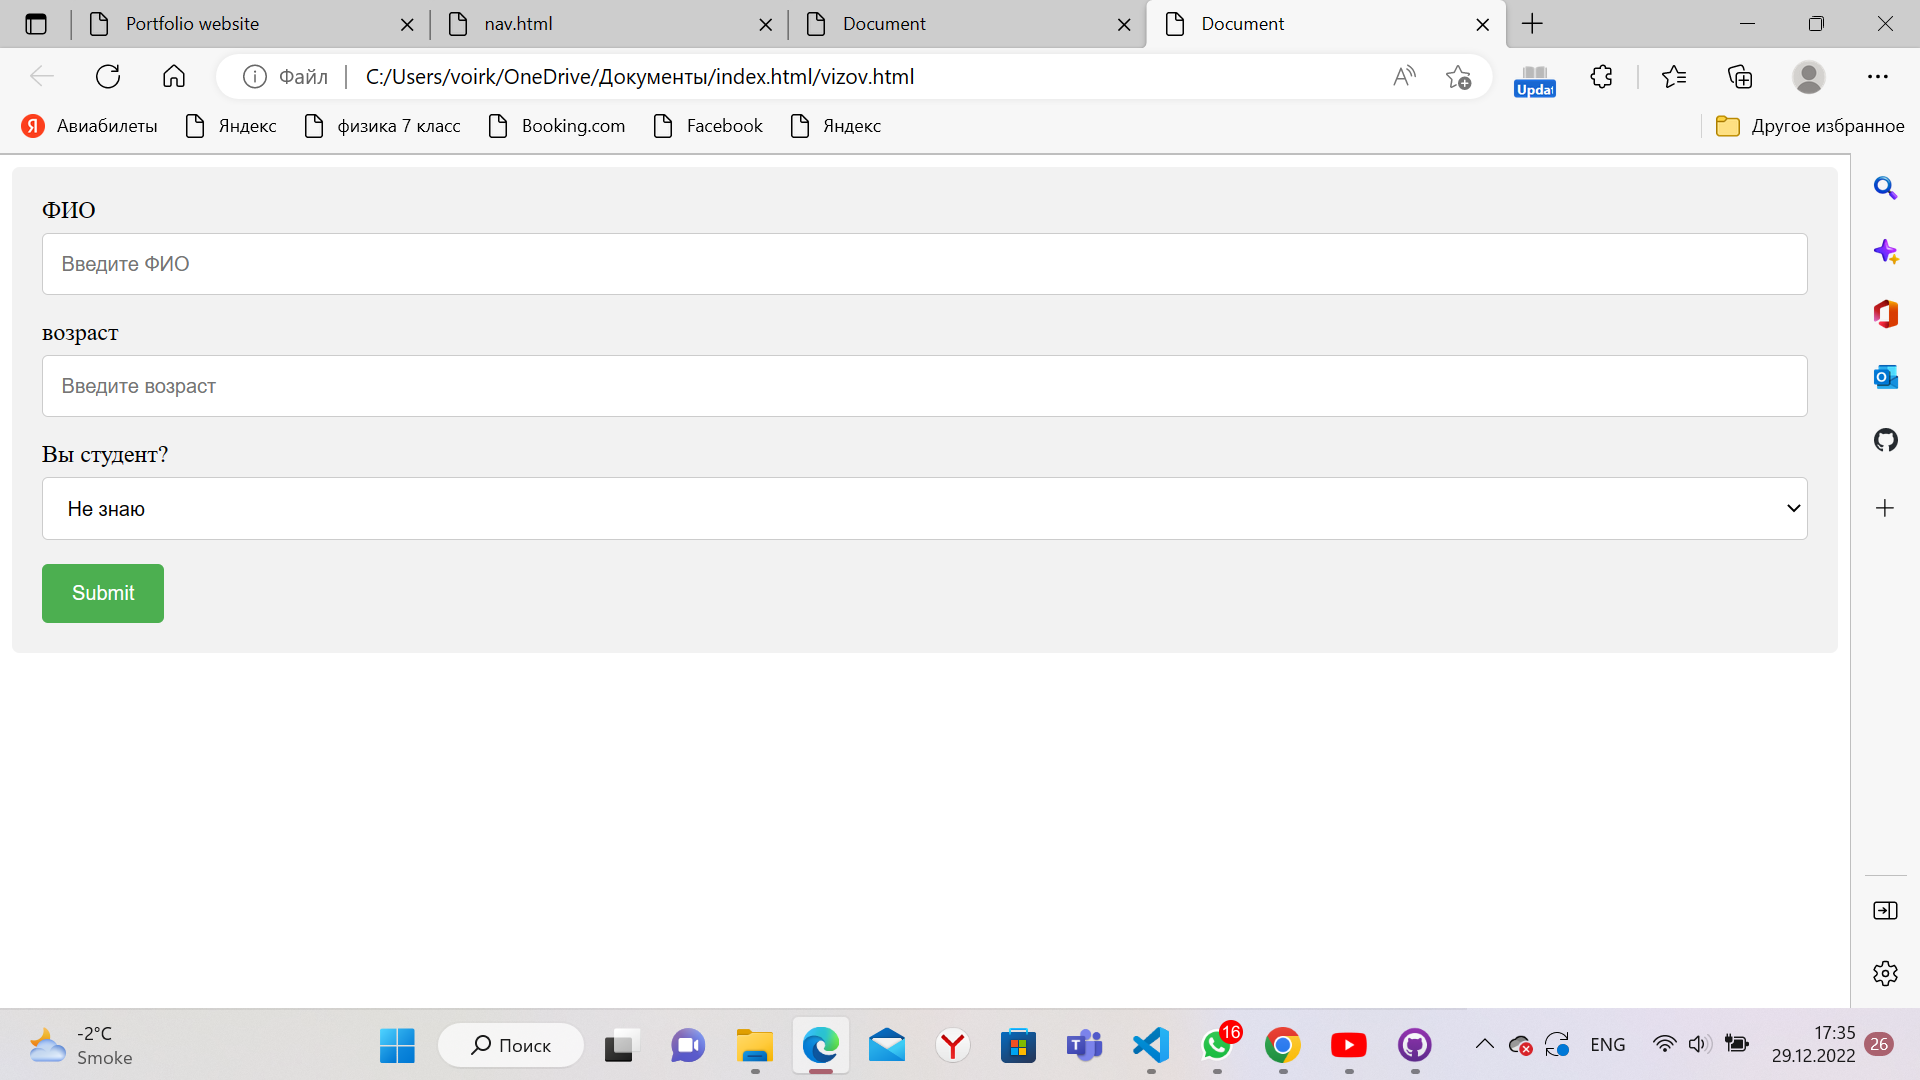 Portfolio website
nav.html
Document
Document
Файл
C:/Users/voirk/OneDrive/Документы/index.html/vizov.html
Updat
Авиабилеты
Яндекс
физика 7 класс
Booking.com
Facebook
Яндекс
Другое избранное
ФИО
Введите ФИО
возраст
Введите возраст
Вы студент?
Не знаю
Submit
-2°C
Smoke
Поиск
16
ENG
17:35
29.12.2022
26